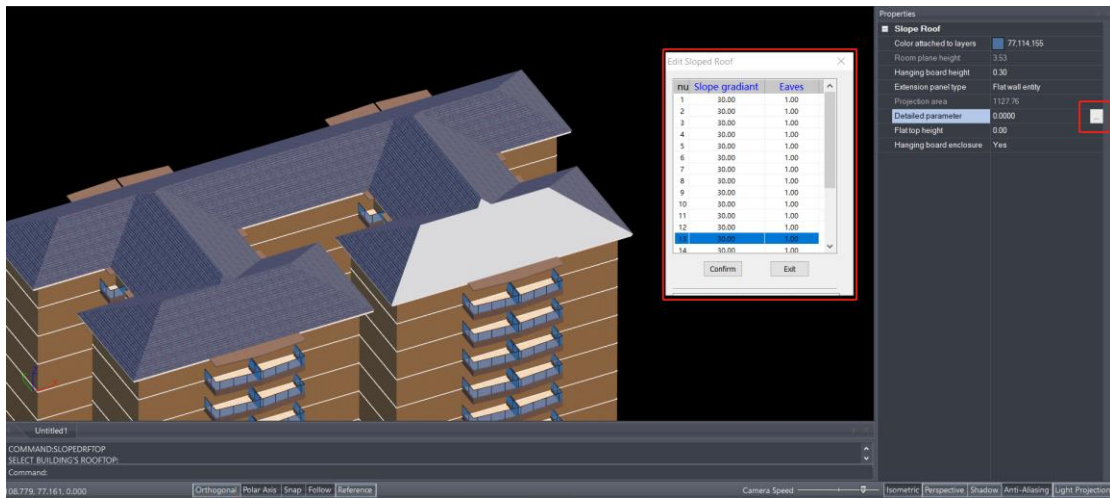 Properties
Slope Roof
Color attached to layers 77,114,155
Room plane height 3.53
Hanging board height 0.30
Extension panel type Flat wall entity
Projection area 1127.76
Detailed parameter 0.0000 ...
Flat top height 0.00
Hanging board enclosure Yes
Edit Sloped Roof
nu Slope gradiant Eaves
1 30.00 1.00
2 30.00 1.00
3 30.00 1.00
4 30.00 1.00
5 30.00 1.00
6 30.00 1.00
7 30.00 1.00
8 30.00 1.00
9 30.00 1.00
10 30.00 1.00
11 30.00 1.00
12 30.00 1.00
13 30.00 1.00
14 30.00 1.00
Confirm Exit
Untitled1
COMMAND:SLOPEDRFTOP
SELECT BUILDING'S ROOFTOP:
Command:
08.779, 77.161, 0.000 Orthogonal Polar Axis Snap Follow Reference Camera Speed Isometric Perspective Shadow Anti-Aliasing Light Projection